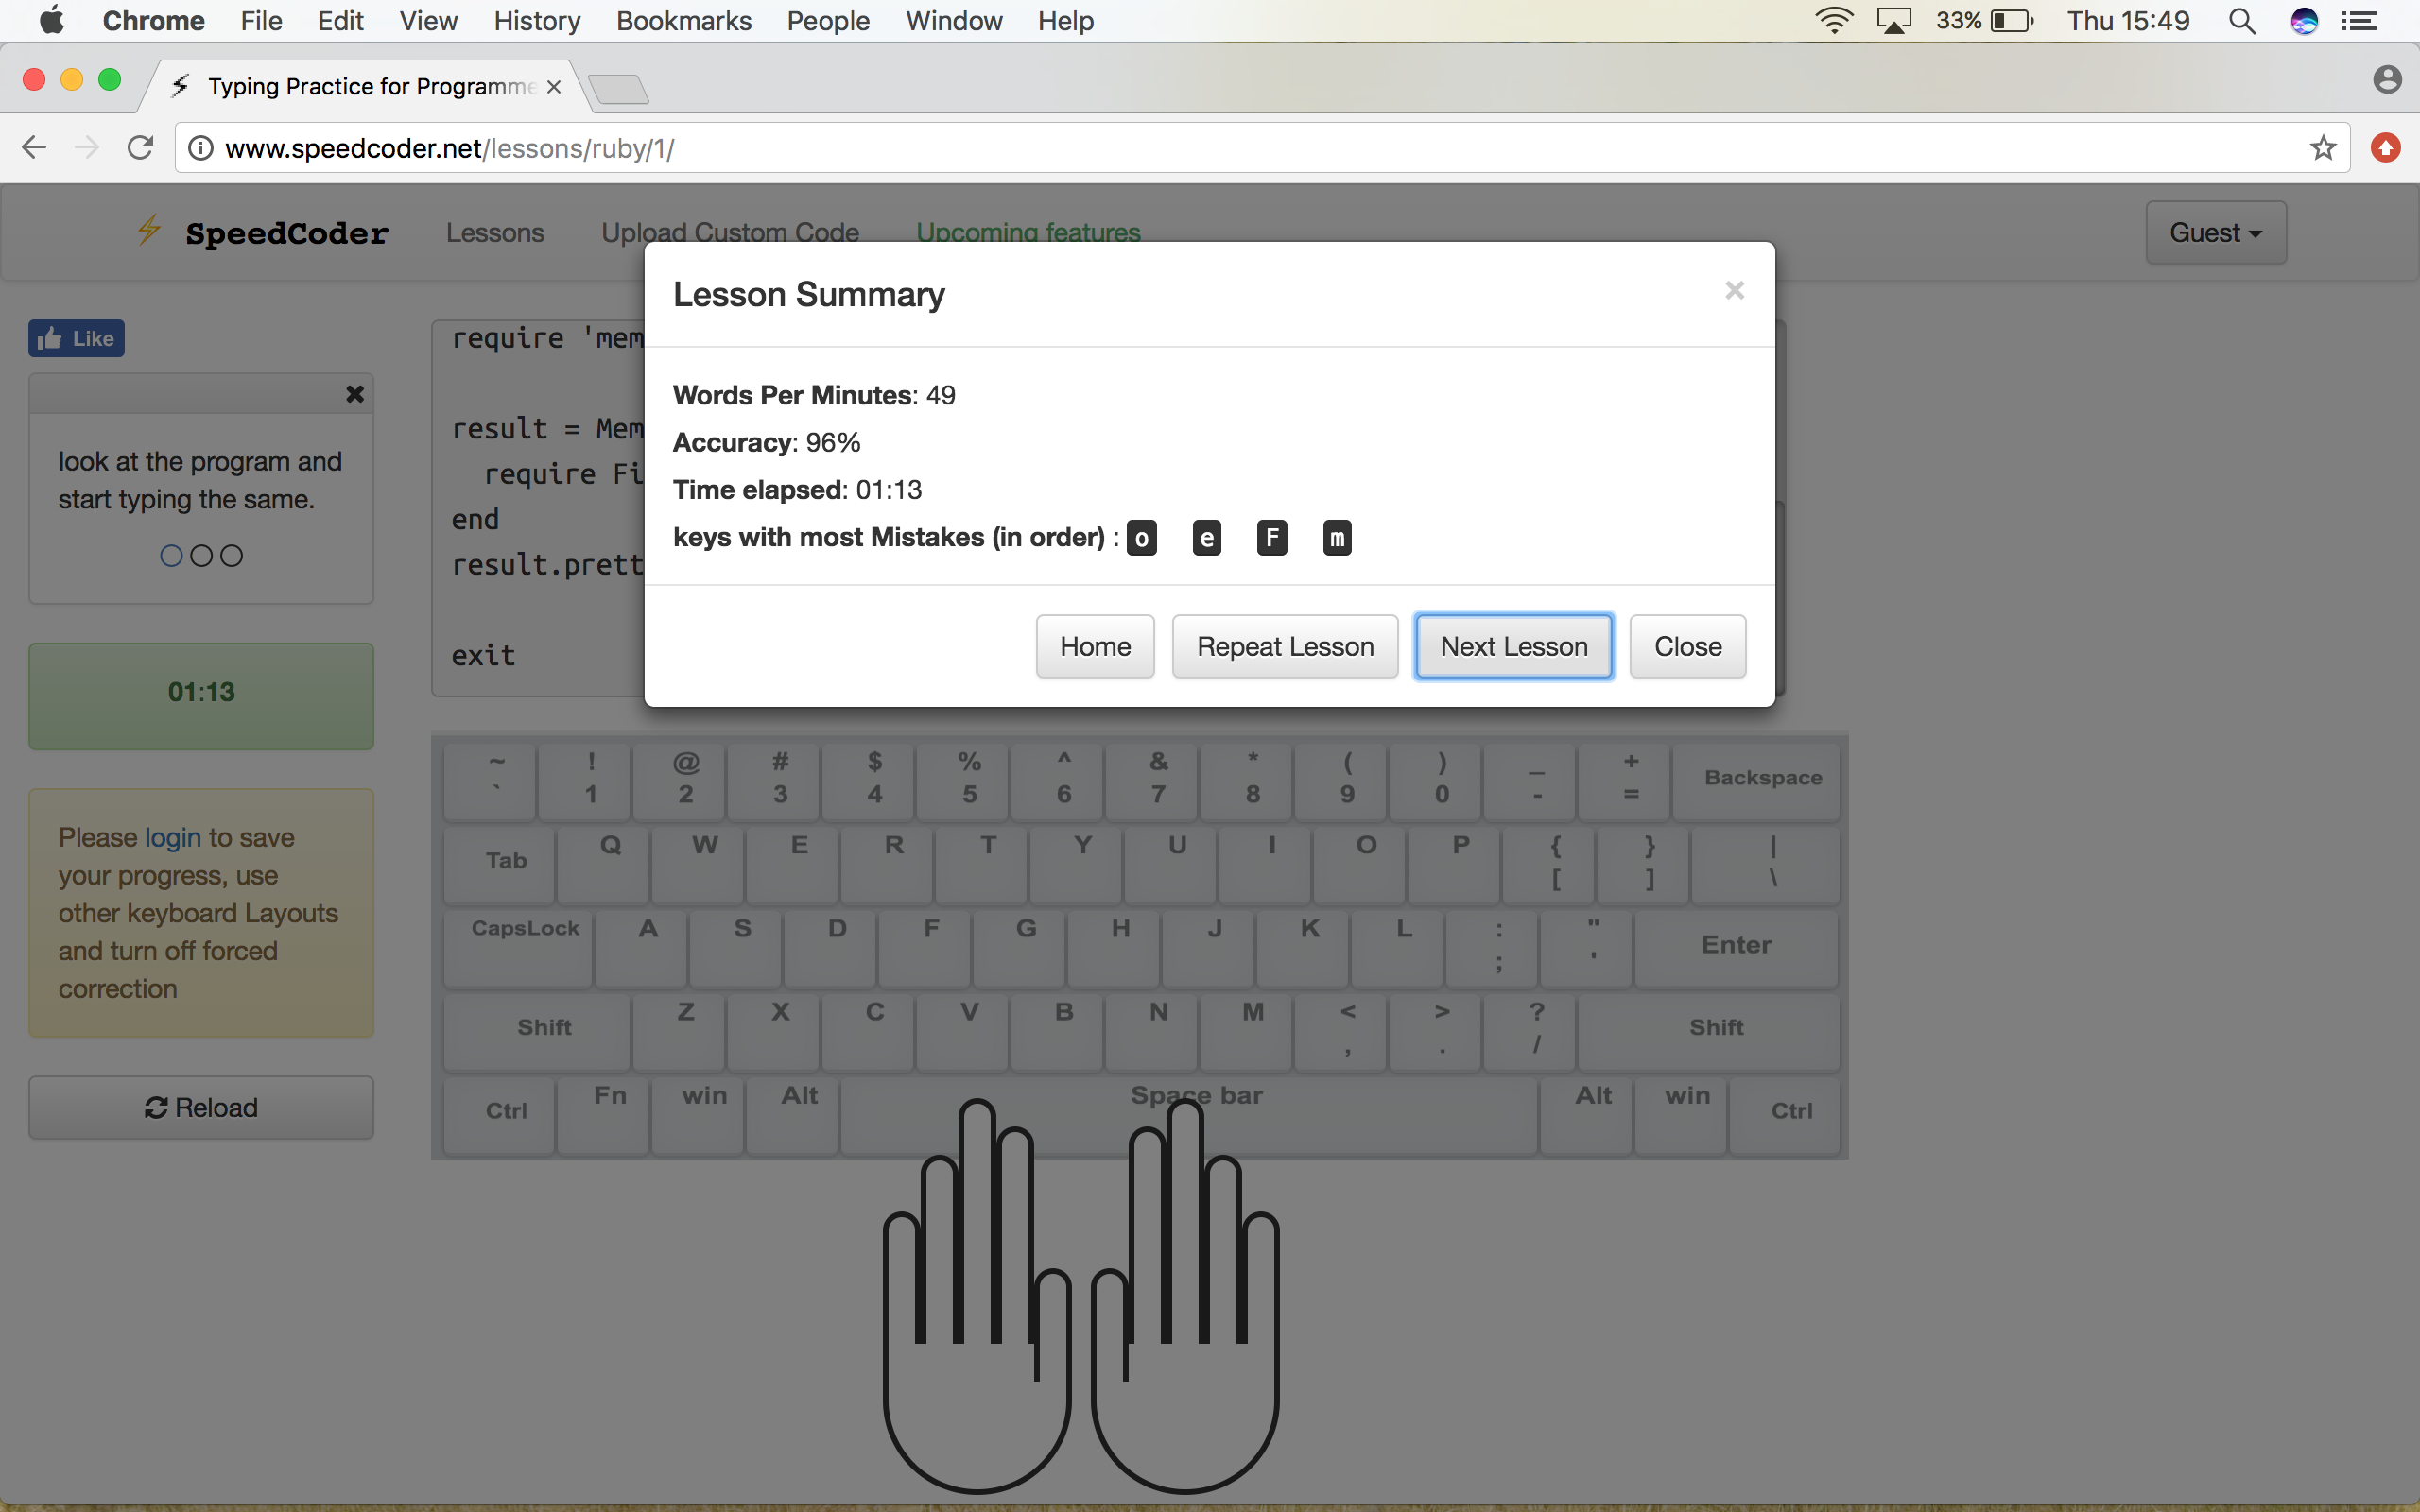 Chrome File Edit View History Bookmarks People Window Help 33% Thu 15:49
Typing Practice for Programme
www.speedcoder.net/lessons/ruby/1/
SpeedCoder Lessons Upload Custom Code Upcoming features Guest
Like
look at the program and
start typing the same.
01:13
Please login to save
your progress, use
other keyboard Layouts
and turn off forced
correction
Reload
require 'mem
result = Mem
require Fi
end
result.prett
exit
Lesson Summary ×
Words Per Minutes: 49
Accuracy: 96%
Time elapsed: 01:13
keys with most Mistakes (in order) : o e F m
Home Repeat Lesson Next Lesson Close
~ ! @ # $ % ^ & * ( ) _ + Backspace
` 1 2 3 4 5 6 7 8 9 0 - =
Tab Q W E R T Y U I O P { } |
[ ] \
CapsLock A S D F G H J K L : " Enter
; '
Shift Z X C V B N M < > ? Shift
, . /
Ctrl Fn win Alt Space bar Alt win Ctrl